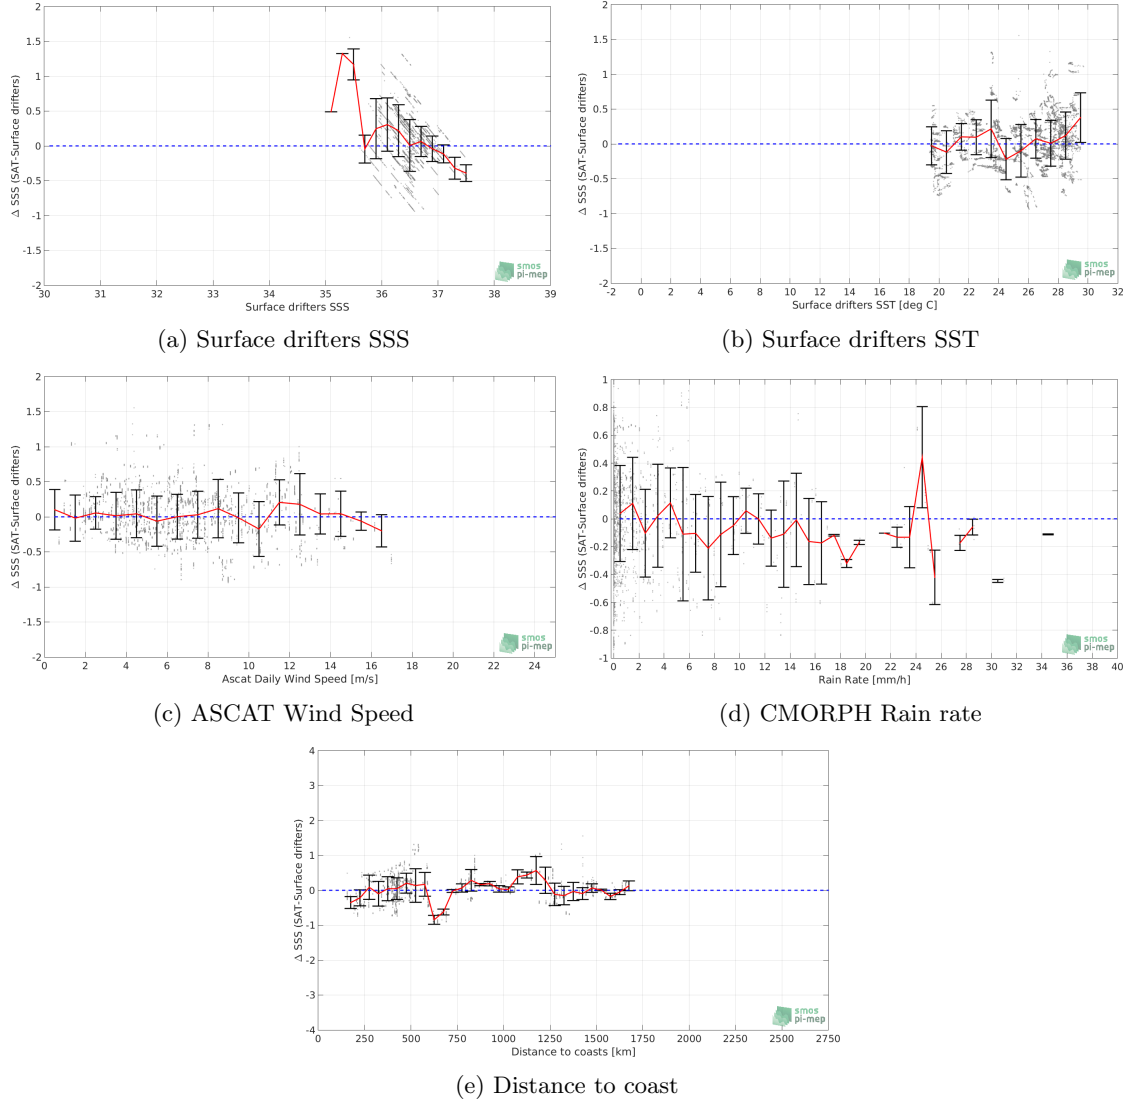 2
1.5
1
0.5
0
-0.5
-1
-1.5
-2
Δ SSS (SAT-Surface drifters)
30 31 32 33 34 35 36 37 38 39
Surface drifters SSS
smos
pi-mep
(a) Surface drifters SSS
2
1.5
1
0.5
0
-0.5
-1
-1.5
-2
Δ SSS (SAT-Surface drifters)
-2 0 2 4 6 8 10 12 14 16 18 20 22 24 26 28 30 32
Surface drifters SST [deg C]
smos
pi-mep
(b) Surface drifters SST
2
1.5
1
0.5
0
-0.5
-1
-1.5
-2
Δ SSS (SAT-Surface drifters)
0 2 4 6 8 10 12 14 16 18 20 22 24
Ascat Daily Wind Speed [m/s]
smos
pi-mep
(c) ASCAT Wind Speed
1
0.8
0.6
0.4
0.2
0
-0.2
-0.4
-0.6
-0.8
-1
Δ SSS (SAT-Surface drifters)
0 2 4 6 8 10 12 14 16 18 20 22 24 26 28 30 32 34 36 38 40
Rain Rate [mm/h]
smos
pi-mep
(d) CMORPH Rain rate
4
3
2
1
0
-1
-2
-3
-4
Δ SSS (SAT-Surface drifters)
0 250 500 750 1000 1250 1500 1750 2000 2250 2500 2750
Distance to coasts [km]
smos
pi-mep
(e) Distance to coast